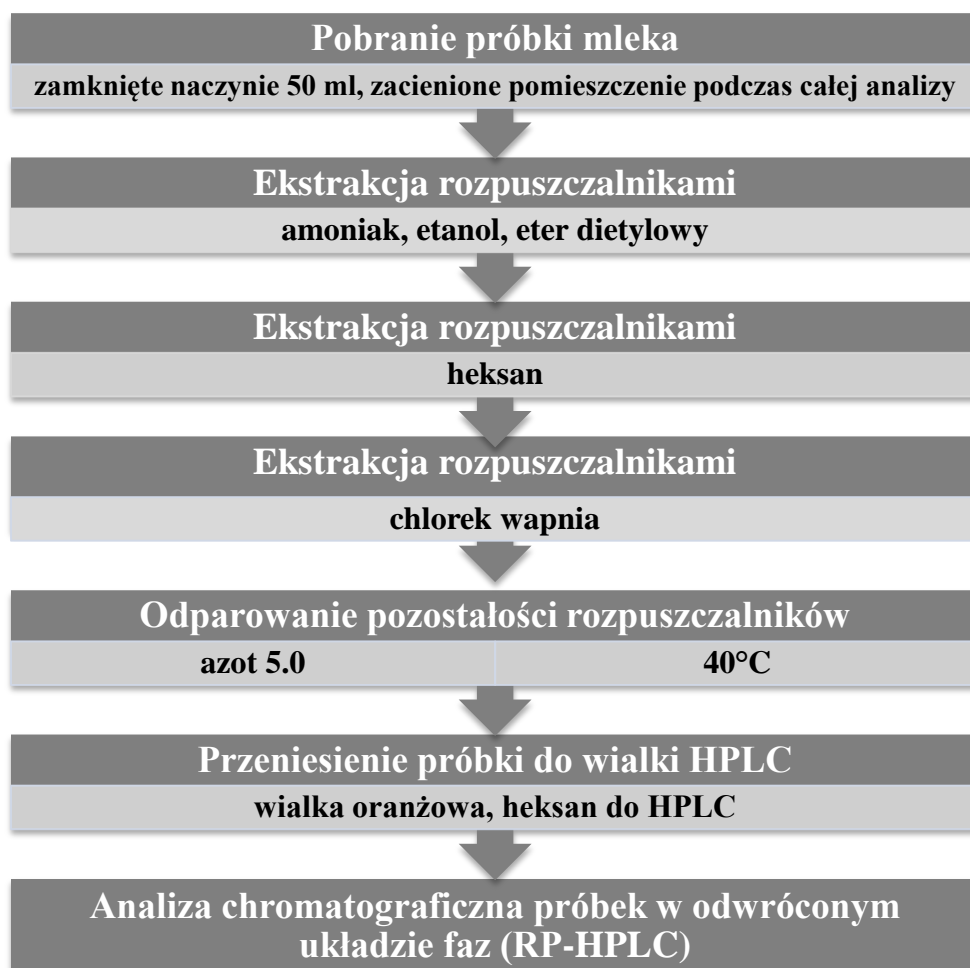 Pobranie próbki mleka
zamknięte naczynie 50 ml, zacienione pomieszczenie podczas całej analizy
Ekstrakcja rozpuszczalnikami
amoniak, etanol, eter dietylowy
Ekstrakcja rozpuszczalnikami
heksan
Ekstrakcja rozpuszczalnikami
chlorek wapnia
Odparowanie pozostałości rozpuszczalników
azot 5.0
40°C
Przeniesienie próbki do wialki HPLC
wialka oranżowa, heksan do HPLC
Analiza chromatograficzna próbek w odwróconym
układzie faz (RP-HPLC)